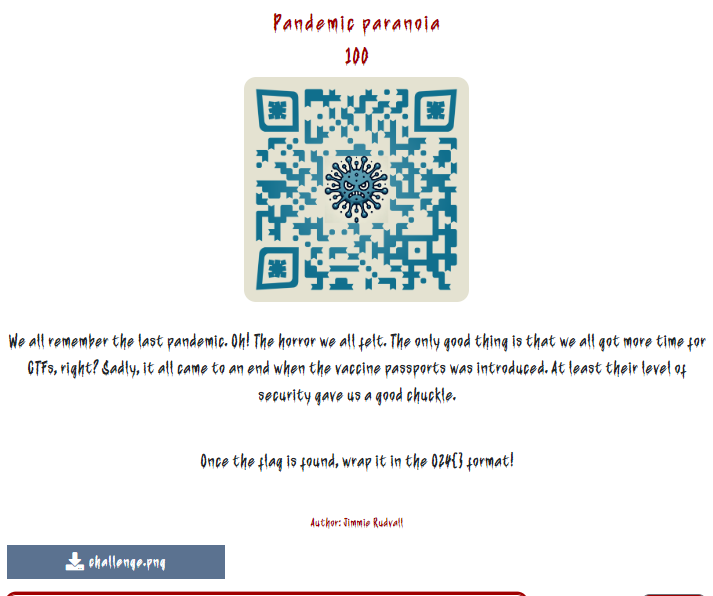 Pandemic paranoia
100
We all remember the last pandemic. Oh! The horror we all felt. The only good thing is that we all got more time for
CTFs, right? Sadly, it all came to an end when the vaccine passports was introduced. At least their level of
security gave us a good chuckle.
Once the flag is found, wrap it in the O24{} format!
Author: Jimmie Rudvall
challenge.png